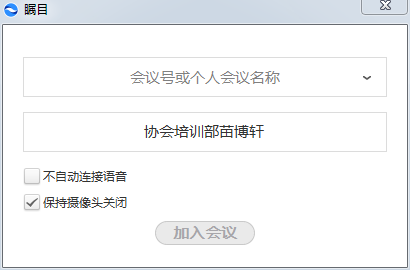 瞩目
会议号或个人会议名称
协会培训部苗博轩
不自动连接语音
保持摄像头关闭
加入会议